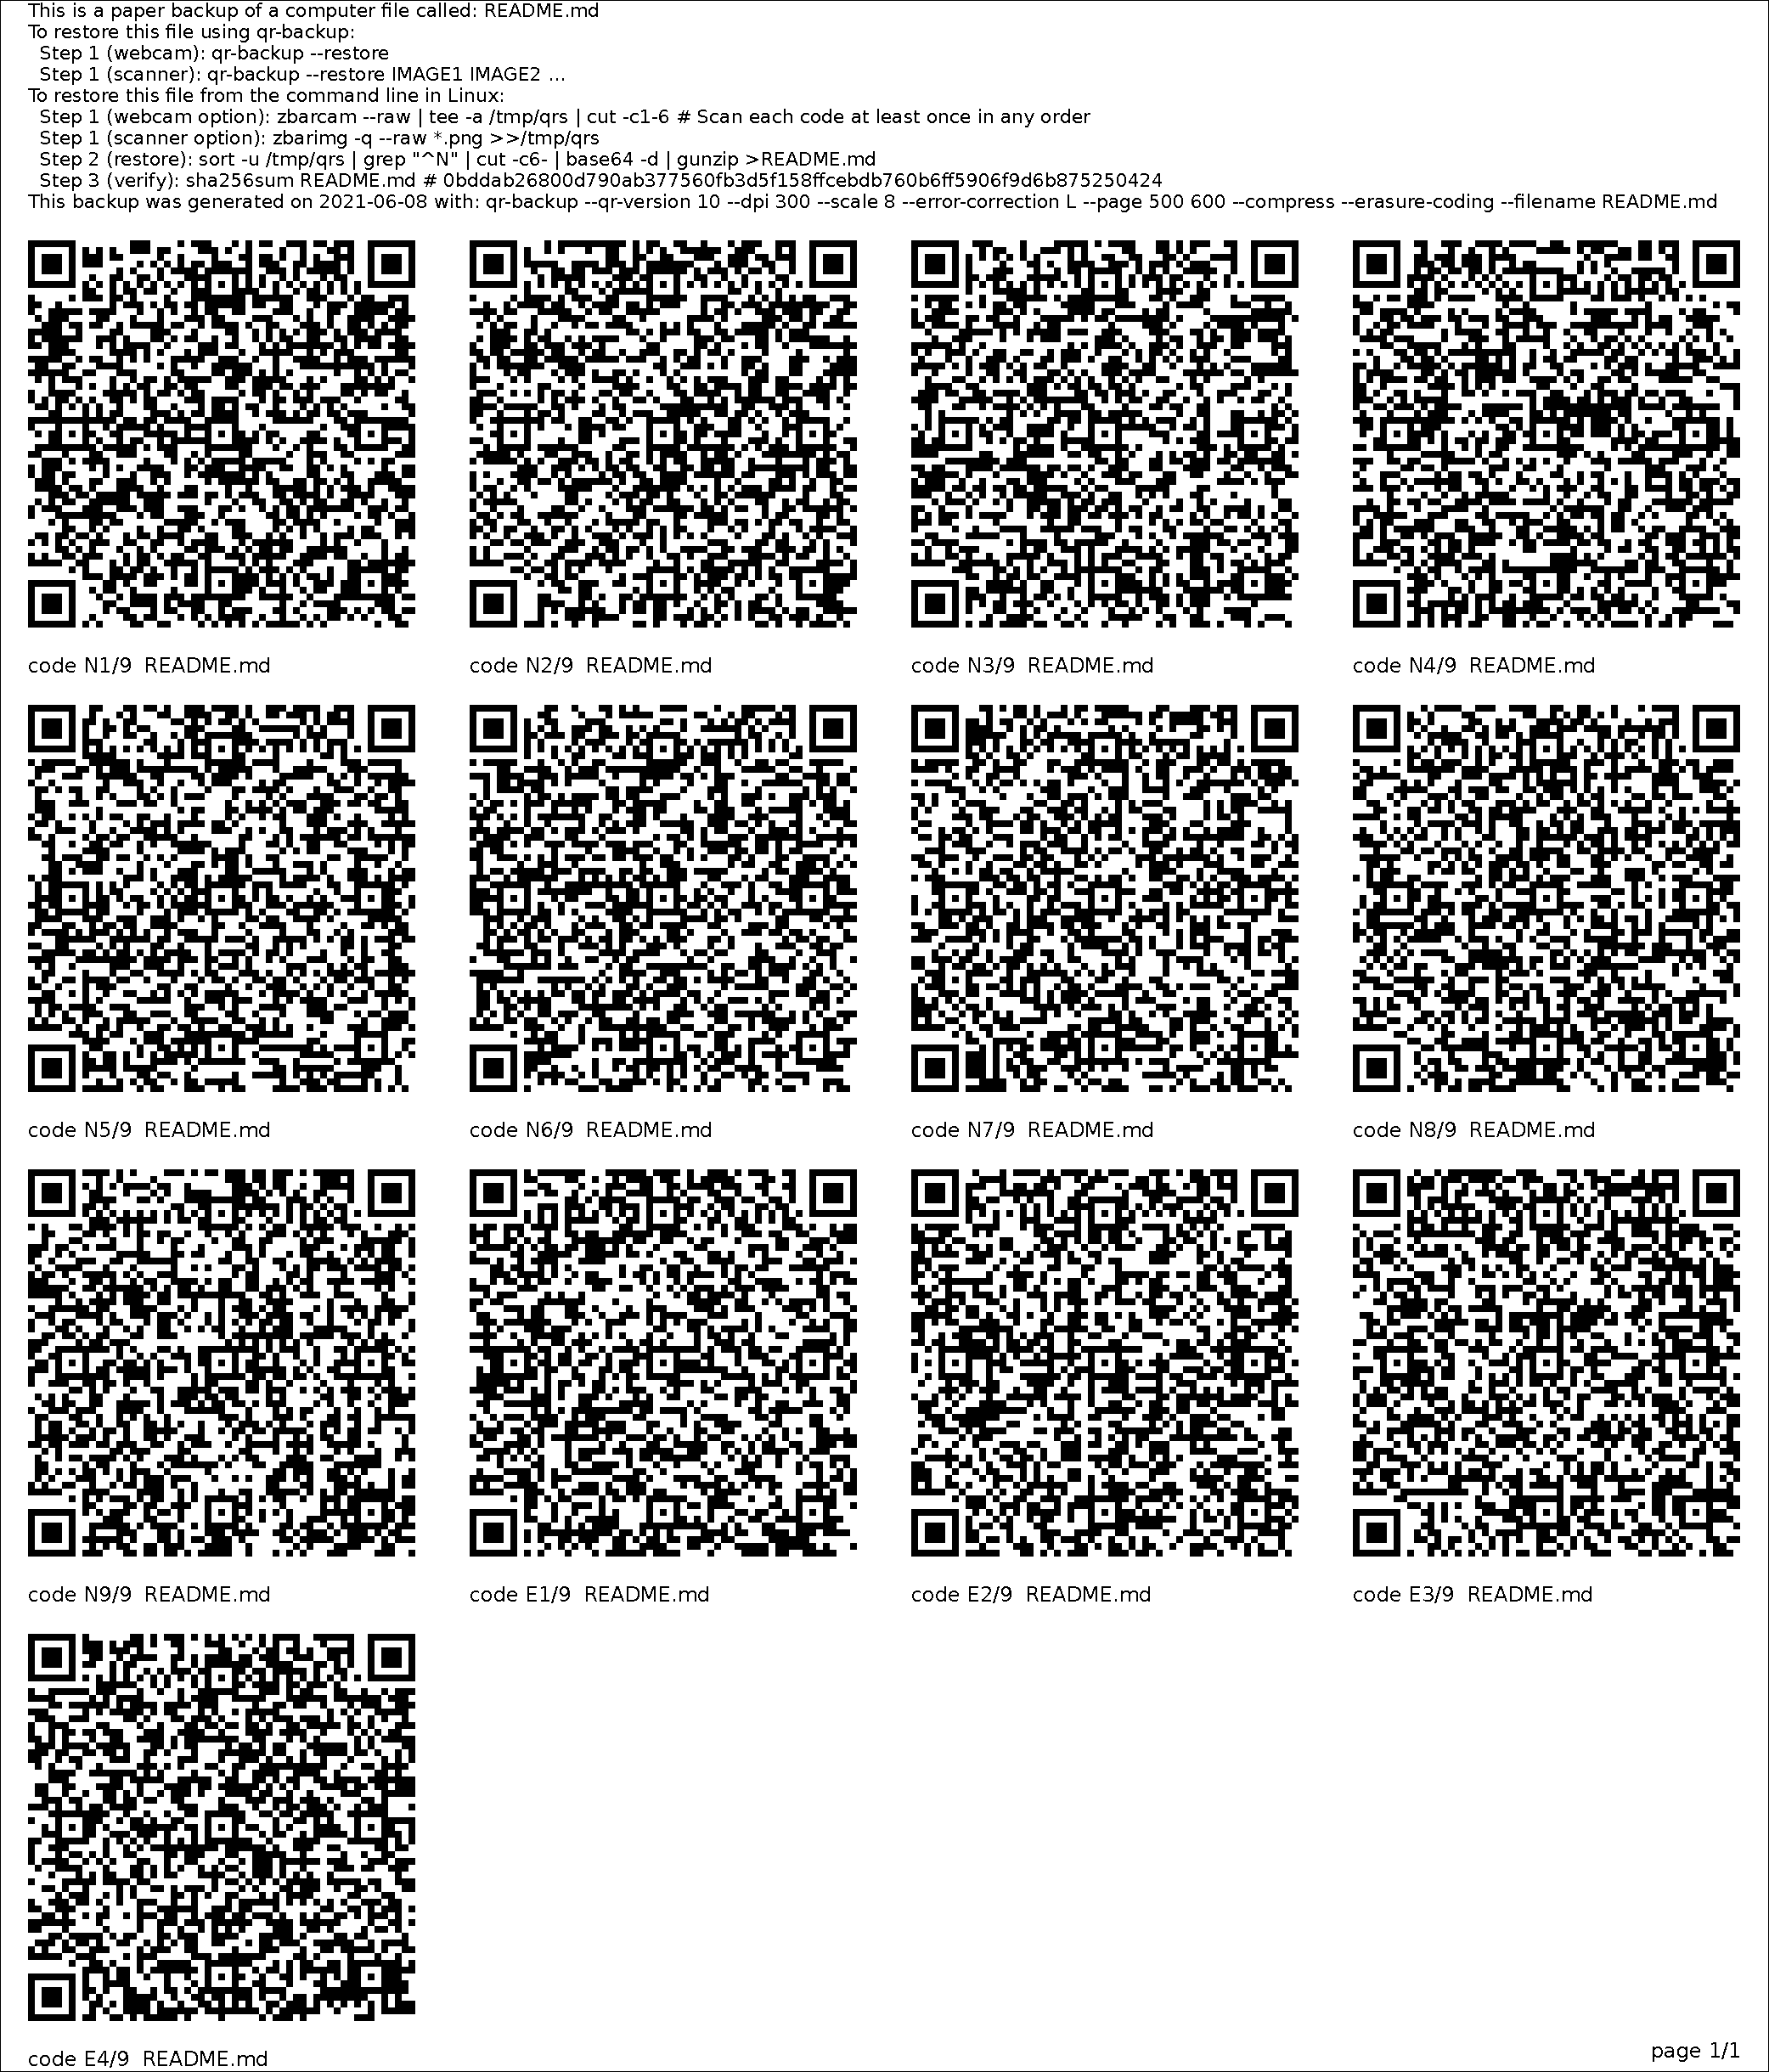 This is a paper backup of a computer file called: README.md
To restore this file using qr-backup:
Step 1 (webcam): qr-backup --restore
Step 1 (scanner): qr-backup --restore IMAGE1 IMAGE2 ...
To restore this file from the command line in Linux:
Step 1 (webcam option): zbarcam --raw | tee -a /tmp/qrs | cut -c1-6 # Scan each code at least once in any order
Step 1 (scanner option): zbarimg -q --raw *.png >>/tmp/qrs
Step 2 (restore): sort -u /tmp/qrs | grep "^N" | cut -c6- | base64 -d | gunzip >README.md
Step 3 (verify): sha256sum README.md # 0bddab26800d790ab377560fb3d5f158ffcebdb760b6ff5906f9d6b875250424
This backup was generated on 2021-06-08 with: qr-backup --qr-version 10 --dpi 300 --scale 8 --error-correction L --page 500 600 --compress --erasure-coding --filename README.md
code N1/9 README.md
code N2/9 README.md
code N3/9 README.md
code N4/9 README.md
code N5/9 README.md
code N6/9 README.md
code N7/9 README.md
code N8/9 README.md
code N9/9 README.md
code E1/9 README.md
code E2/9 README.md
code E3/9 README.md
code E4/9 README.md
page 1/1